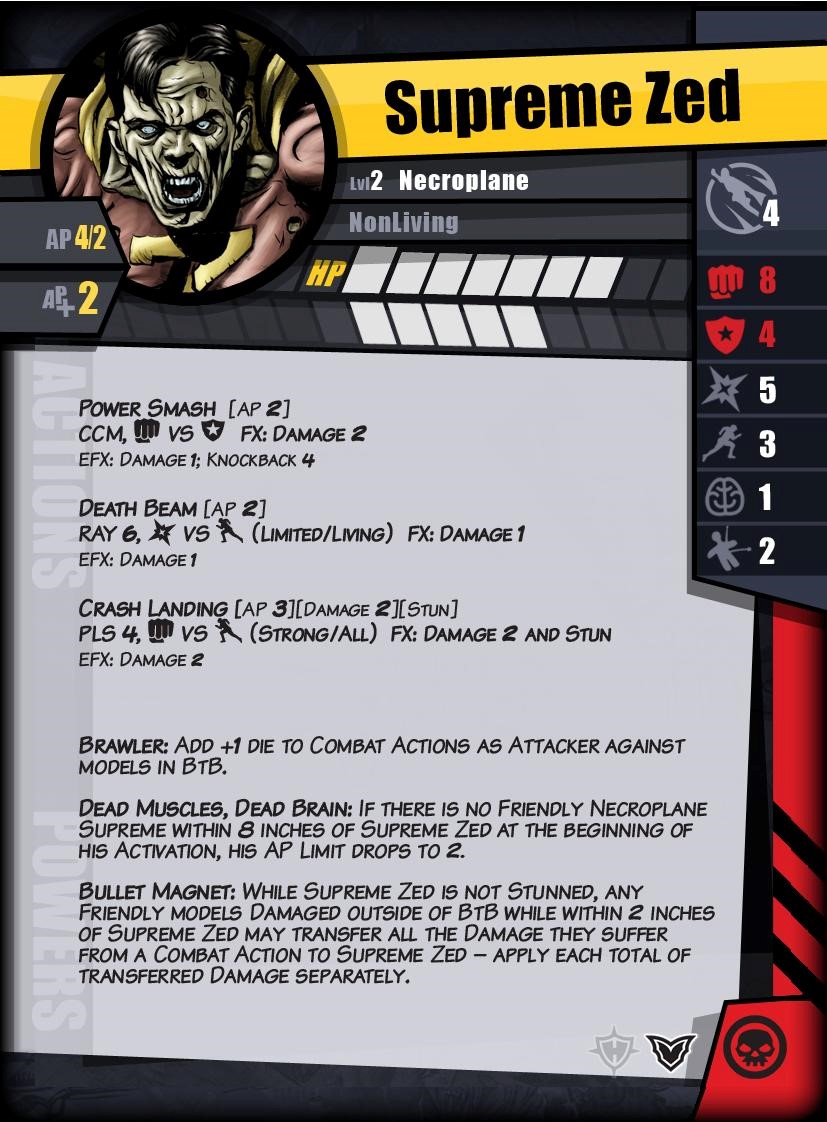 Supreme Zed
Lvl2 Necroplane
NonLiving
4
AP 4/2
HP
AP+ 2
8
4
5
3
1
2
ACTIONS
POWER SMASH [AP 2]
CCM, VS FX: DAMAGE 2
EFX: DAMAGE 1; KNOCKBACK 4
DEATH BEAM [AP 2]
RAY 6, VS (LIMITED/LIVING) FX: DAMAGE 1
EFX: DAMAGE 1
CRASH LANDING [AP 3][DAMAGE 2][STUN]
PLS 4, VS (STRONG/ALL) FX: DAMAGE 2 AND STUN
EFX: DAMAGE 2
POWERS
BRAWLER: ADD +1 DIE TO COMBAT ACTIONS AS ATTACKER AGAINST
MODELS IN BTB.
DEAD MUSCLES, DEAD BRAIN: IF THERE IS NO FRIENDLY NECROPLANE
SUPREME WITHIN 8 INCHES OF SUPREME ZED AT THE BEGINNING OF
HIS ACTIVATION, HIS AP LIMIT DROPS TO 2.
BULLET MAGNET: WHILE SUPREME ZED IS NOT STUNNED, ANY
FRIENDLY MODELS DAMAGED OUTSIDE OF BTB WHILE WITHIN 2 INCHES
OF SUPREME ZED MAY TRANSFER ALL THE DAMAGE THEY SUFFER
FROM A COMBAT ACTION TO SUPREME ZED – APPLY EACH TOTAL OF
TRANSFERRED DAMAGE SEPARATELY.